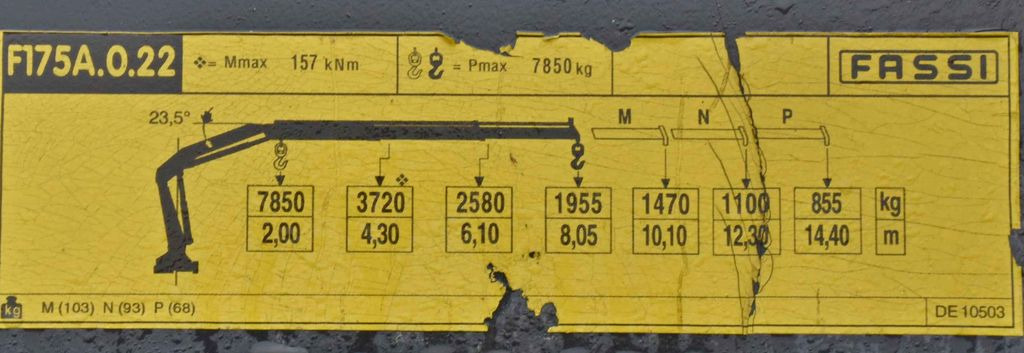 F175A.0.22 ❖= Mmax 157 kNm = Pmax 7850 kg FASSI
23,5° M N P
❖
7850 3720 2580 1955 1470 1100 855 kg
2,00 4,30 6,10 8,05 10,10 12,30 14,40 m
kg M (103) N (93) P (68) DE 10503